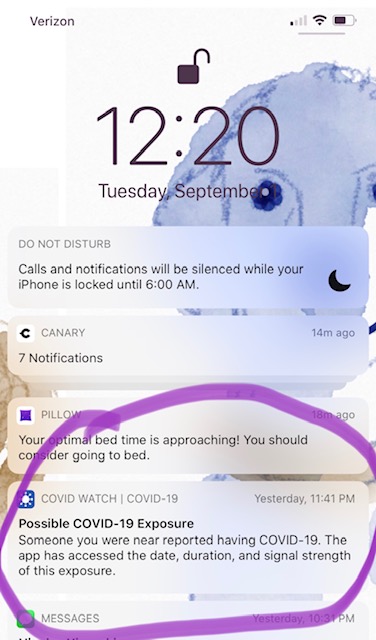 Verizon
12:20
Tuesday, September 1
DO NOT DISTURB
Calls and notifications will be silenced while your
iPhone is locked until 6:00 AM.
CANARY 14m ago
7 Notifications
PILLOW 18m ago
Your optimal bed time is approaching! You should
consider going to bed.
COVID WATCH | COVID-19 Yesterday, 11:41 PM
Possible COVID-19 Exposure
Someone you were near reported having COVID-19. The
app has accessed the date, duration, and signal strength
of this exposure.
MESSAGES Yesterday, 10:31 PM